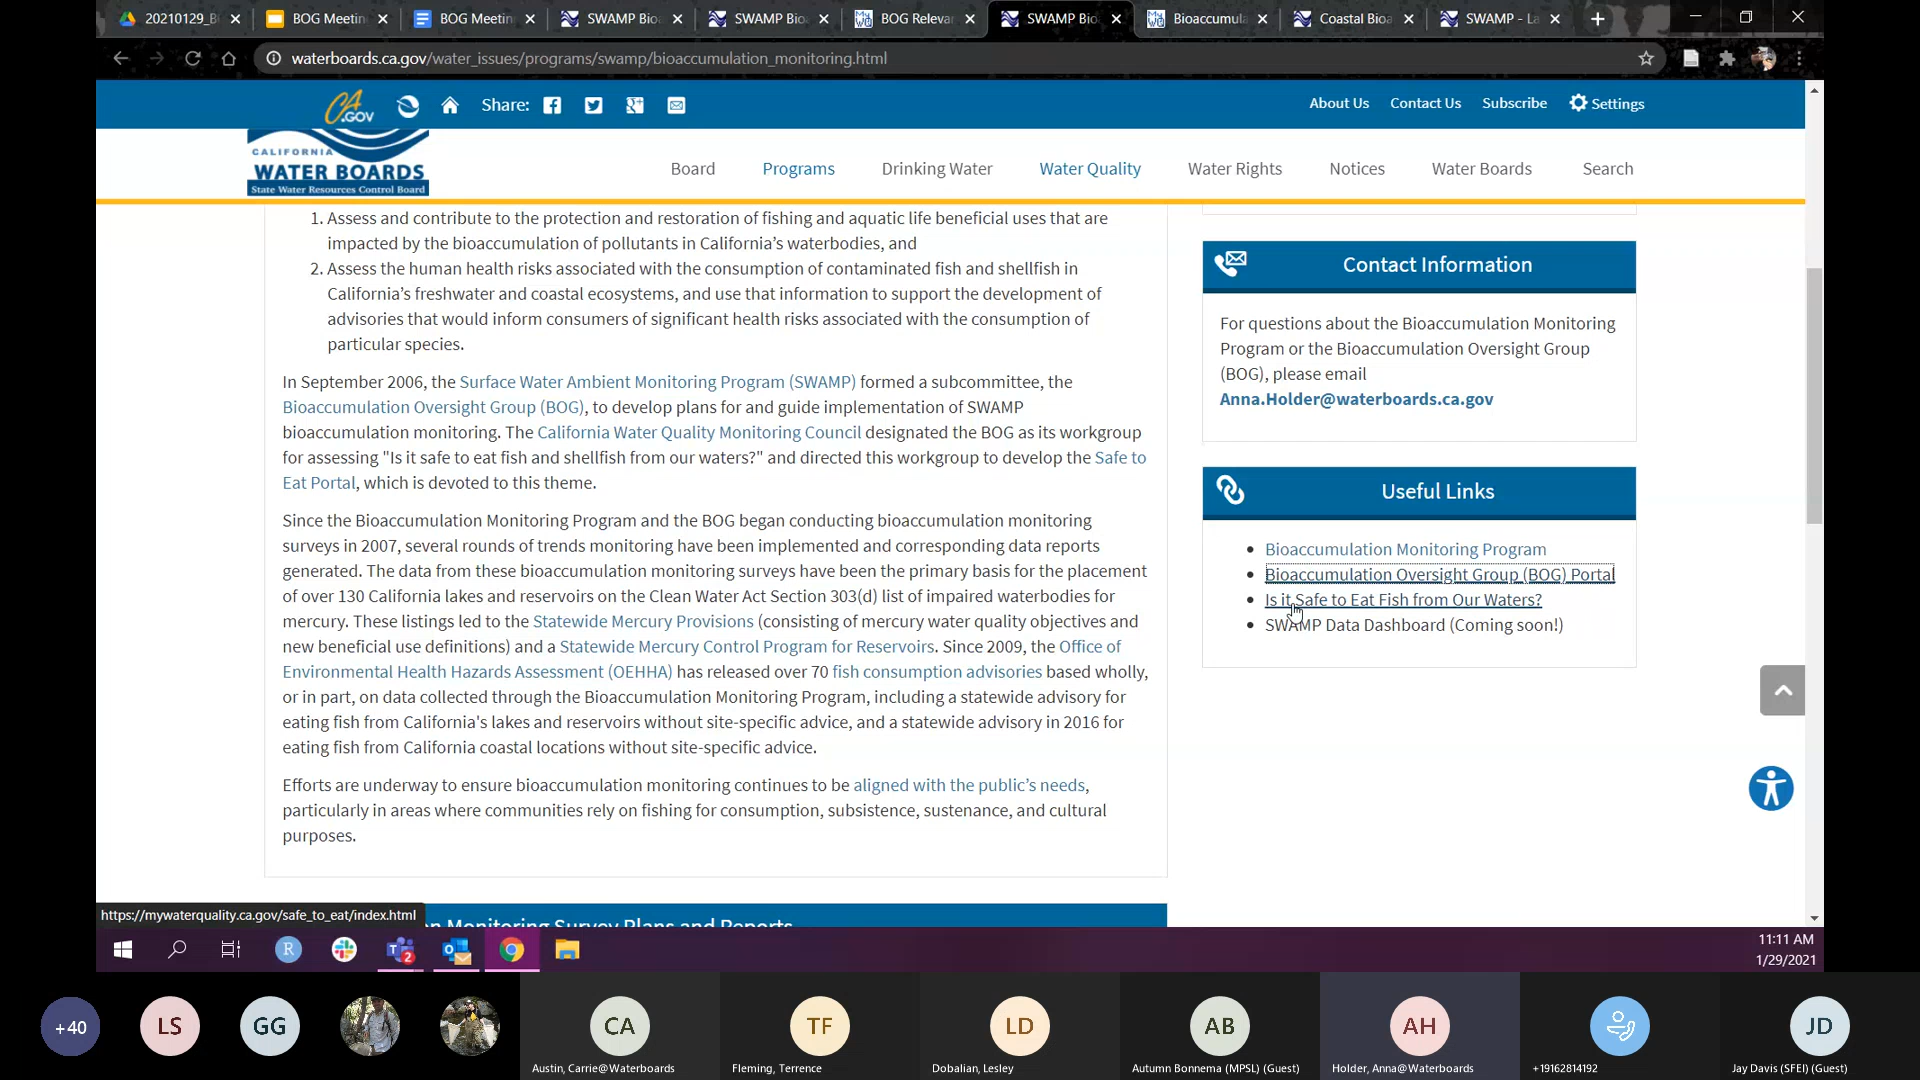 20210129_B
BOG Meetin
BOG Meetin
SWAMP Bio
SWAMP Bio
BOG Releva
SWAMP Bio
Bioaccumula
Coastal Bioa
SWAMP - La
waterboards.ca.gov/water_issues/programs/swamp/bioaccumulation_monitoring.html
CA.GOV
Share:
About Us
Contact Us
Subscribe
Settings
CALIFORNIA
WATER BOARDS
State Water Resources Control Board
Board
Programs
Drinking Water
Water Quality
Water Rights
Notices
Water Boards
Search
1. Assess and contribute to the protection and restoration of fishing and aquatic life beneficial uses that are
impacted by the bioaccumulation of pollutants in California's waterbodies, and
2. Assess the human health risks associated with the consumption of contaminated fish and shellfish in
California's freshwater and coastal ecosystems, and use that information to support the development of
advisories that would inform consumers of significant health risks associated with the consumption of
particular species.
In September 2006, the Surface Water Ambient Monitoring Program (SWAMP) formed a subcommittee, the
Bioaccumulation Oversight Group (BOG), to develop plans for and guide implementation of SWAMP
bioaccumulation monitoring. The California Water Quality Monitoring Council designated the BOG as its workgroup
for assessing "Is it safe to eat fish and shellfish from our waters?" and directed this workgroup to develop the Safe to
Eat Portal, which is devoted to this theme.
Since the Bioaccumulation Monitoring Program and the BOG began conducting bioaccumulation monitoring
surveys in 2007, several rounds of trends monitoring have been implemented and corresponding data reports
generated. The data from these bioaccumulation monitoring surveys have been the primary basis for the placement
of over 130 California lakes and reservoirs on the Clean Water Act Section 303(d) list of impaired waterbodies for
mercury. These listings led to the Statewide Mercury Provisions (consisting of mercury water quality objectives and
new beneficial use definitions) and a Statewide Mercury Control Program for Reservoirs. Since 2009, the Office of
Environmental Health Hazards Assessment (OEHHA) has released over 70 fish consumption advisories based wholly,
or in part, on data collected through the Bioaccumulation Monitoring Program, including a statewide advisory for
eating fish from California's lakes and reservoirs without site-specific advice, and a statewide advisory in 2016 for
eating fish from California coastal locations without site-specific advice.
Efforts are underway to ensure bioaccumulation monitoring continues to be aligned with the public's needs,
particularly in areas where communities rely on fishing for consumption, subsistence, sustenance, and cultural
purposes.
Contact Information
For questions about the Bioaccumulation Monitoring
Program or the Bioaccumulation Oversight Group
(BOG), please email
Anna.Holder@waterboards.ca.gov
Useful Links
Bioaccumulation Monitoring Program
Bioaccumulation Oversight Group (BOG) Portal
Is it Safe to Eat Fish from Our Waters?
SWAMP Data Dashboard (Coming soon!)
https://mywaterquality.ca.gov/safe_to_eat/index.html
n Monitoring Survey Plans and Reports
R
2
11:11 AM
1/29/2021
+40
LS
GG
CA
TF
LD
AB
AH
JD
Austin, Carrie@Waterboards
Fleming, Terrence
Dobalian, Lesley
Autumn Bonnema (MPSL) (Guest)
Holder, Anna@Waterboards
+19162814192
Jay Davis (SFEI) (Guest)